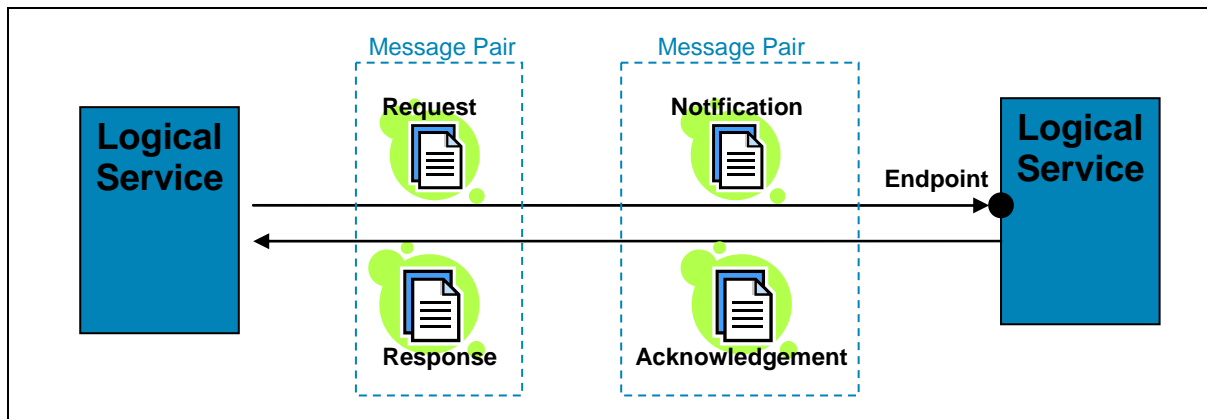 Message Pair
Message Pair
Request
Notification
Logical
Service
Logical
Service
Endpoint
Response
Acknowledgement